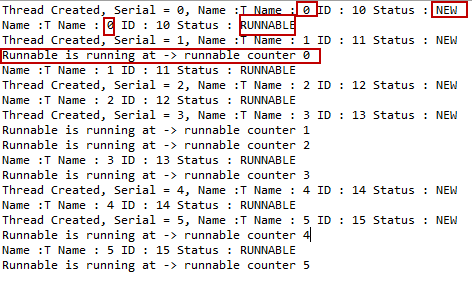 Thread Created, Serial = 0, Name :T Name : 0 ID : 10 Status : NEW
Name :T Name : 0 ID : 10 Status : RUNNABLE
Thread Created, Serial = 1, Name :T Name : 1 ID : 11 Status : NEW
Runnable is running at -> runnable counter 0
Name :T Name : 1 ID : 11 Status : RUNNABLE
Thread Created, Serial = 2, Name :T Name : 2 ID : 12 Status : NEW
Name :T Name : 2 ID : 12 Status : RUNNABLE
Thread Created, Serial = 3, Name :T Name : 3 ID : 13 Status : NEW
Runnable is running at -> runnable counter 1
Runnable is running at -> runnable counter 2
Name :T Name : 3 ID : 13 Status : RUNNABLE
Runnable is running at -> runnable counter 3
Thread Created, Serial = 4, Name :T Name : 4 ID : 14 Status : NEW
Name :T Name : 4 ID : 14 Status : RUNNABLE
Thread Created, Serial = 5, Name :T Name : 5 ID : 15 Status : NEW
Runnable is running at -> runnable counter 4
Name :T Name : 5 ID : 15 Status : RUNNABLE
Runnable is running at -> runnable counter 5